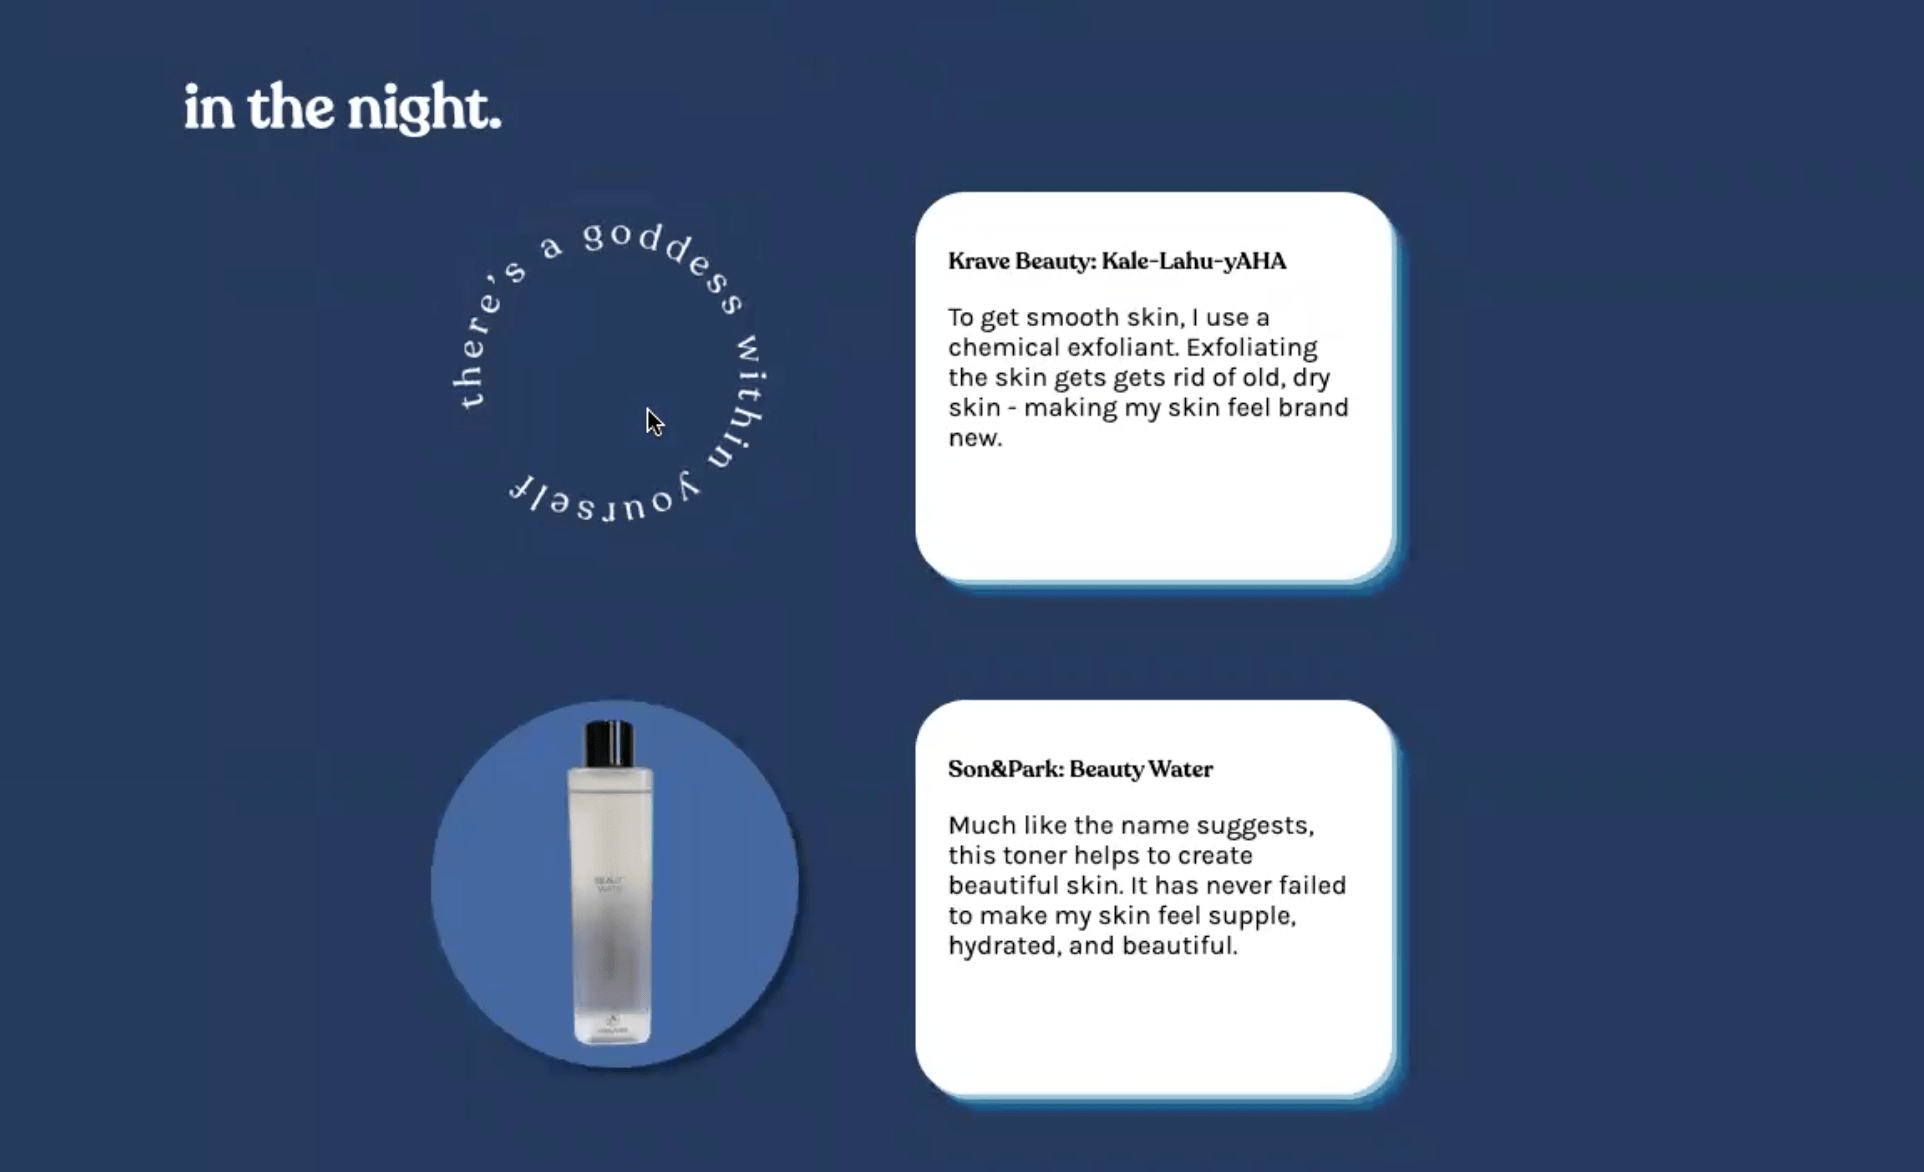 in the night.
there's a goddess within yourself
Krave Beauty: Kale-Lahu-yAHA
To get smooth skin, I use a
chemical exfoliant. Exfoliating
the skin gets gets rid of old, dry
skin - making my skin feel brand
new.
Son&Park: Beauty Water
Much like the name suggests,
this toner helps to create
beautiful skin. It has never failed
to make my skin feel supple,
hydrated, and beautiful.